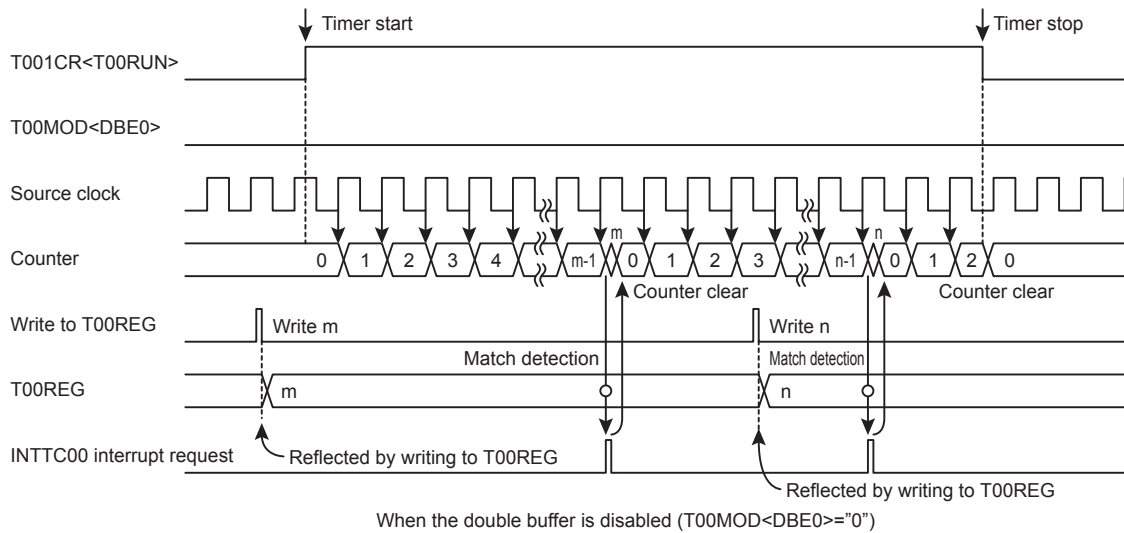 Timer start Timer stop
T001CR<T00RUN>
T00MOD<DBE0>
Source clock
m n
Counter 0 1 2 3 4 m-1 0 1 2 3 n-1 0 1 2 0
Counter clear Counter clear
Write to T00REG Write m Write n
Match detection Match detection
T00REG m n
INTTC00 interrupt request Reflected by writing to T00REG
Reflected by writing to T00REG
When the double buffer is disabled (T00MOD<DBE0>=”0”)